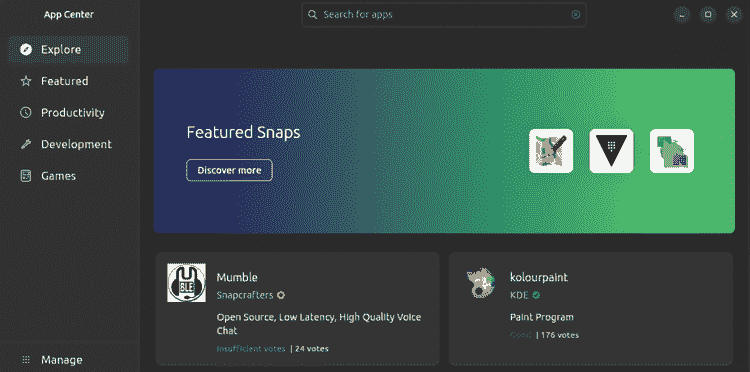 App Center
Search for apps
Explore
Featured
Productivity
Development
Games
Manage
Featured Snaps
Discover more
Mumble
Snapcrafters
Open Source, Low Latency, High Quality Voice
Chat
Insufficient votes | 24 votes
kolourpaint
KDE
Paint Program
Good | 176 votes